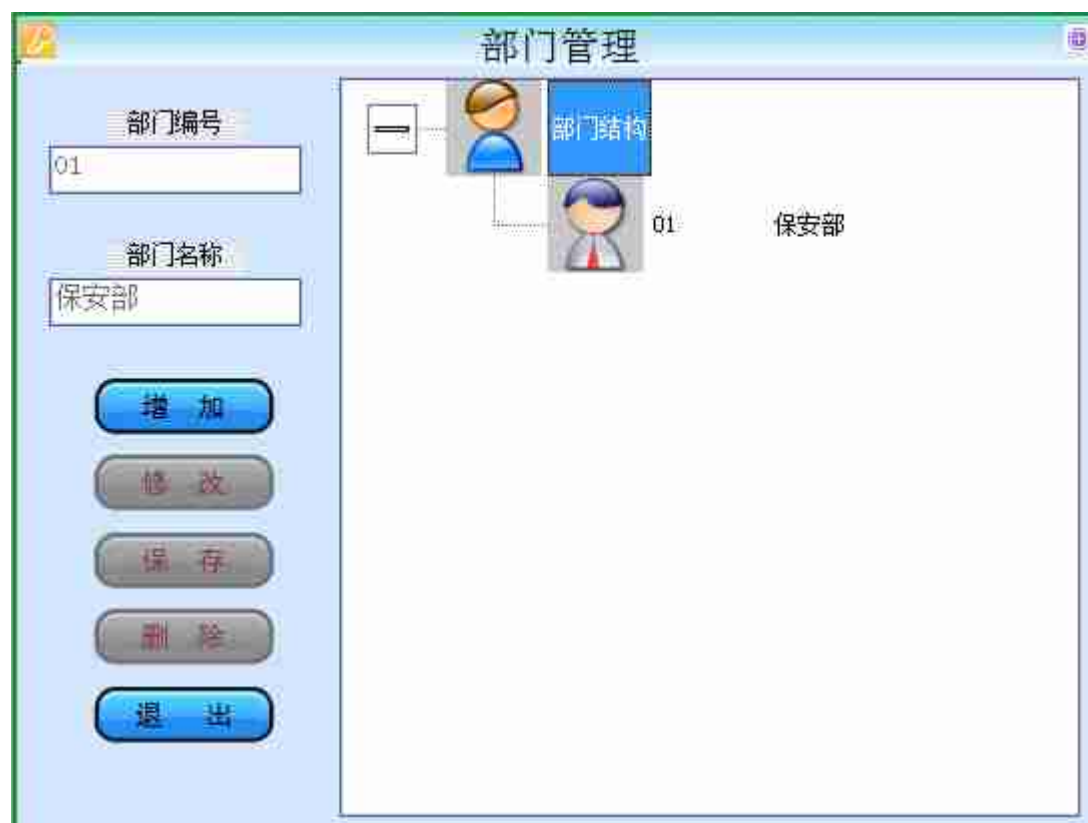 部门管理
部门编号
01
部门名称
保安部
增 加
修 改
保 存
删 除
退 出
部门结构
01 保安部